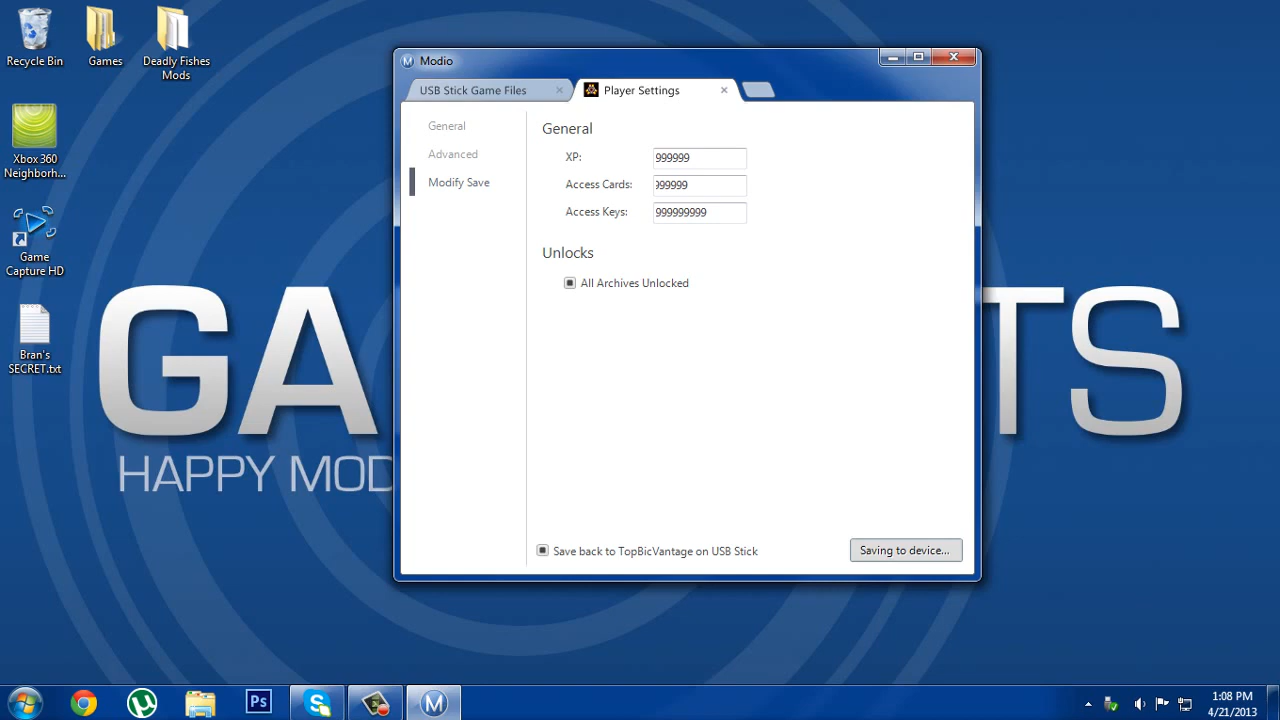 Recycle Bin
Games
Deadly Fishes
Mods
Xbox 360
Neighborh...
Game
Capture HD
Bran's
SECRET.txt
Modio
USB Stick Game Files
Player Settings
General
Advanced
Modify Save
General
XP:
999999
Access Cards:
999999
Access Keys:
999999999
Unlocks
All Archives Unlocked
Save back to TopBicVantage on USB Stick
Saving to device...
GA
TS
HAPPY MOD
Ps
1:08 PM
4/21/2013